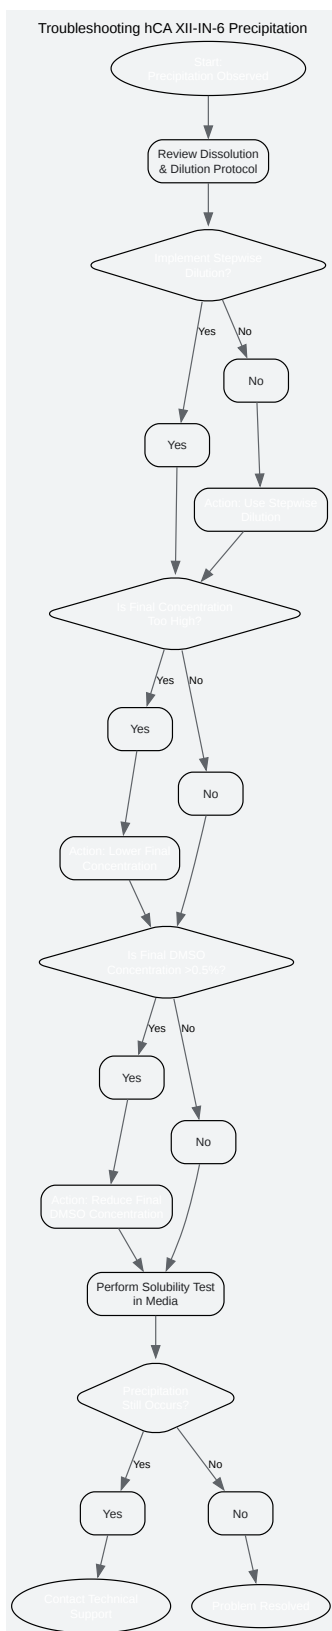 Troubleshooting hCA XII-IN-6 Precipitation
Start:
Precipitation Observed
Review Dissolution
& Dilution Protocol
Implement Stepwise
Dilution?
Yes
No
No
Yes
Action: Use Stepwise
Dilution
Is Final Concentration
Too High?
Yes
No
Yes
No
Action: Lower Final
Concentration
Is Final DMSO
Concentration >0.5%?
Yes
No
Yes
No
Action: Reduce Final
DMSO Concentration
Perform Solubility Test
in Media
Precipitation
Still Occurs?
Yes
No
Yes
No
Contact Technical
Support
Problem Resolved